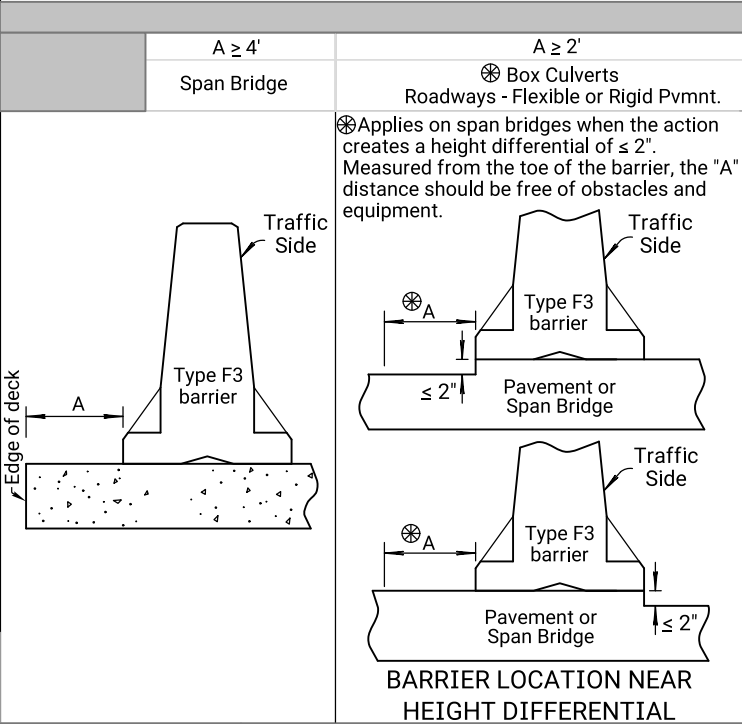 A ≥ 4'
A ≥ 2'
Span Bridge
⊛ Box Culverts
Roadways - Flexible or Rigid Pvmnt.
⊛Applies on span bridges when the action
creates a height differential of ≤ 2".
Measured from the toe of the barrier, the "A"
distance should be free of obstacles and
equipment.
Traffic
Side
Type F3
barrier
A
Edge of deck
Traffic
Side
⊛
A
Type F3
barrier
≤ 2"
Pavement or
Span Bridge
Traffic
Side
⊛
A
Type F3
barrier
Pavement or
Span Bridge
≤ 2"
BARRIER LOCATION NEAR
HEIGHT DIFFERENTIAL